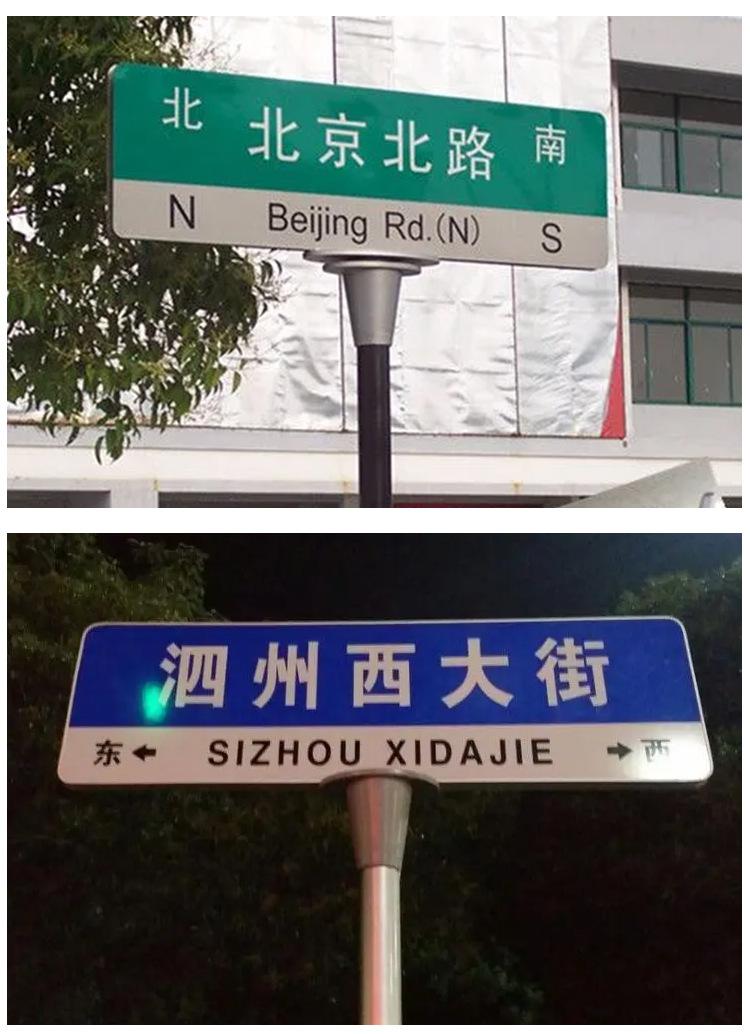 北 北京北路 南
N Beijing Rd.(N) S
泗州西大街
东 ← SIZHOU XIDAJIE → 西